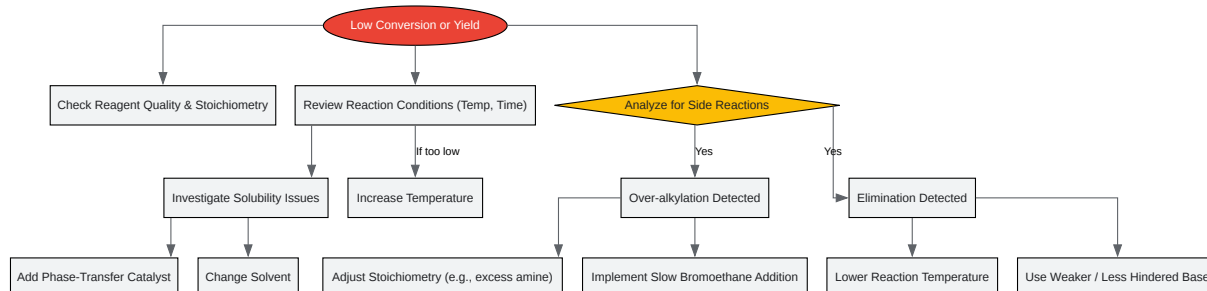 Low Conversion or Yield
Check Reagent Quality & Stoichiometry
Review Reaction Conditions (Temp, Time)
Analyze for Side Reactions
If too low
Yes
Yes
Investigate Solubility Issues
Increase Temperature
Over-alkylation Detected
Elimination Detected
Add Phase-Transfer Catalyst
Change Solvent
Adjust Stoichiometry (e.g., excess amine)
Implement Slow Bromoethane Addition
Lower Reaction Temperature
Use Weaker / Less Hindered Base